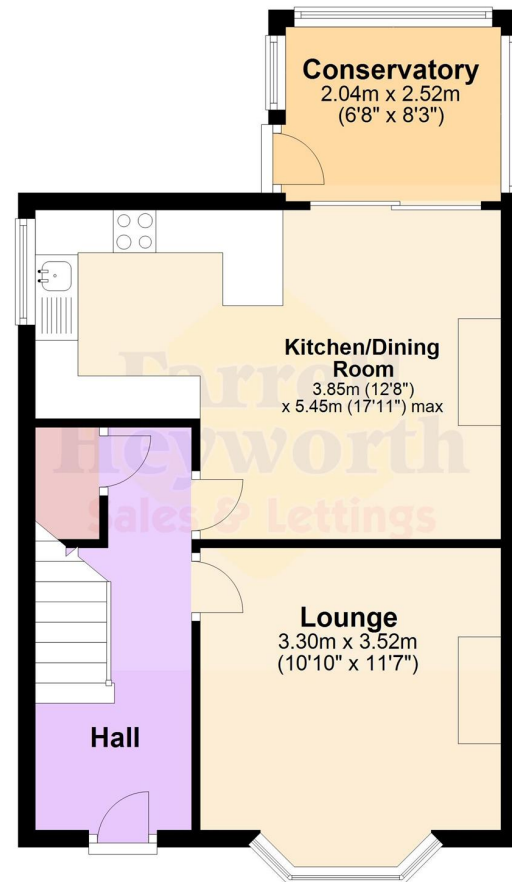 Conservatory
2.04m x 2.52m
(6'8" x 8'3")
Kitchen/Dining
Room
3.85m (12'8")
x 5.45m (17'11") max
Farrell
Heyworth
Sales & Lettings
Lounge
3.30m x 3.52m
(10'10" x 11'7")
Hall